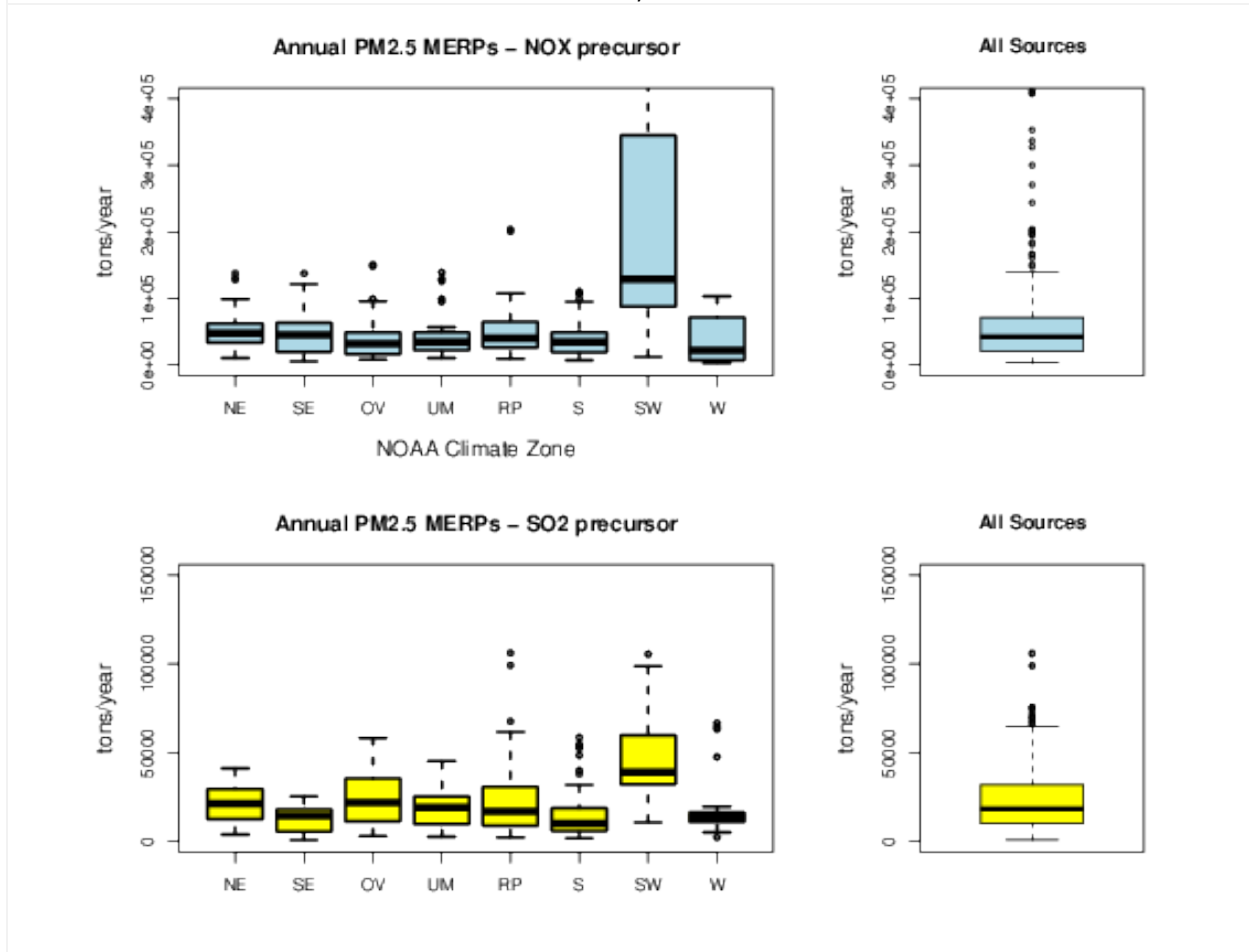 Annual PM2.5 MERPs – NOX precursor
All Sources
tons/year
0e+00 1e+05 2e+05 3e+05 4e+05
NE SE OV UM RP S SW W
NOAA Climate Zone
tons/year
0e+00 1e+05 2e+05 3e+05 4e+05
Annual PM2.5 MERPs – SO2 precursor
All Sources
tons/year
0 50000 100000 150000
NE SE OV UM RP S SW W
tons/year
0 50000 100000 150000